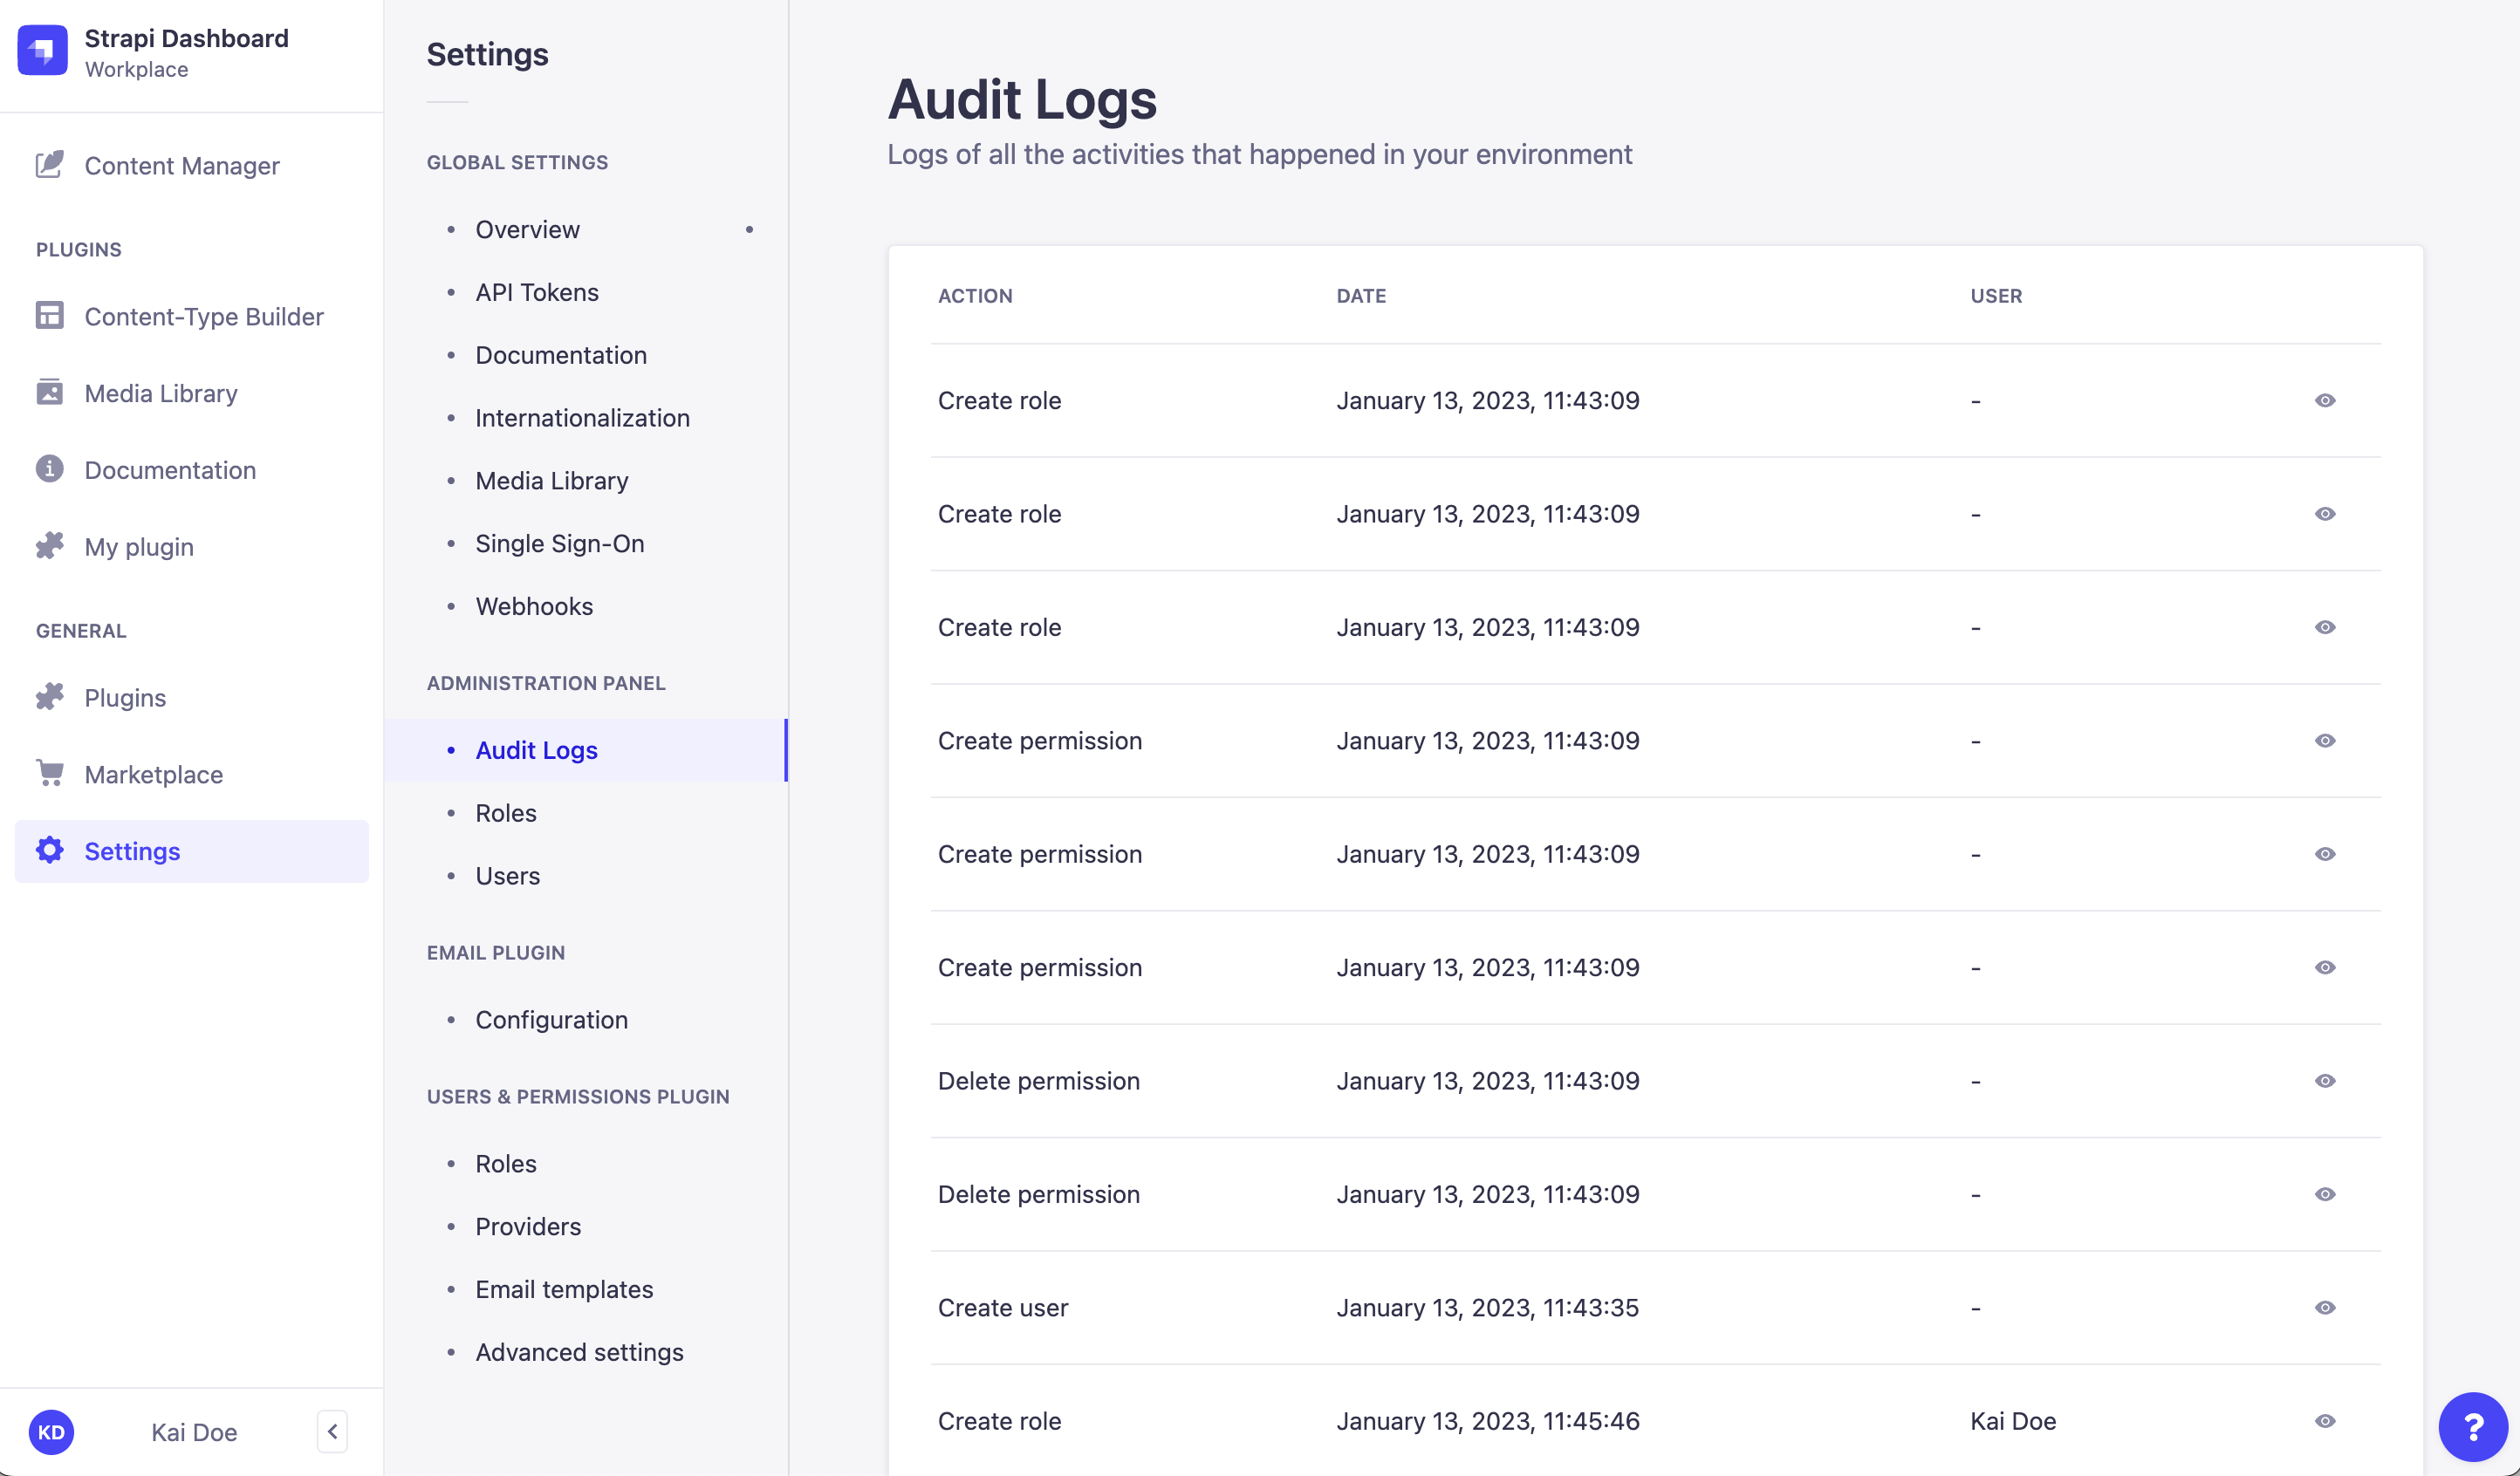 Strapi Dashboard
Workplace
Content Manager
PLUGINS
Content-Type Builder
Media Library
Documentation
My plugin
GENERAL
Plugins
Marketplace
Settings
KD
Kai Doe
Settings
GLOBAL SETTINGS
Overview
API Tokens
Documentation
Internationalization
Media Library
Single Sign-On
Webhooks
ADMINISTRATION PANEL
Audit Logs
Roles
Users
EMAIL PLUGIN
Configuration
USERS & PERMISSIONS PLUGIN
Roles
Providers
Email templates
Advanced settings
Audit Logs
Logs of all the activities that happened in your environment
ACTION DATE USER
Create role January 13, 2023, 11:43:09 -
Create role January 13, 2023, 11:43:09 -
Create role January 13, 2023, 11:43:09 -
Create permission January 13, 2023, 11:43:09 -
Create permission January 13, 2023, 11:43:09 -
Create permission January 13, 2023, 11:43:09 -
Delete permission January 13, 2023, 11:43:09 -
Delete permission January 13, 2023, 11:43:09 -
Create user January 13, 2023, 11:43:35 -
Create role January 13, 2023, 11:45:46 Kai Doe
?